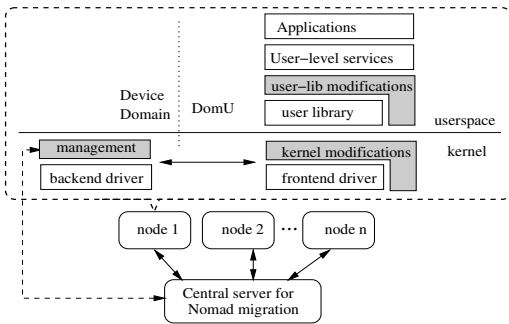 Applications
User−level services
user−lib modifications
user library
Device
Domain
DomU
userspace
kernel
management
backend driver
kernel modifications
frontend driver
node 1
node 2
...
node n
Central server for
Nomad migration